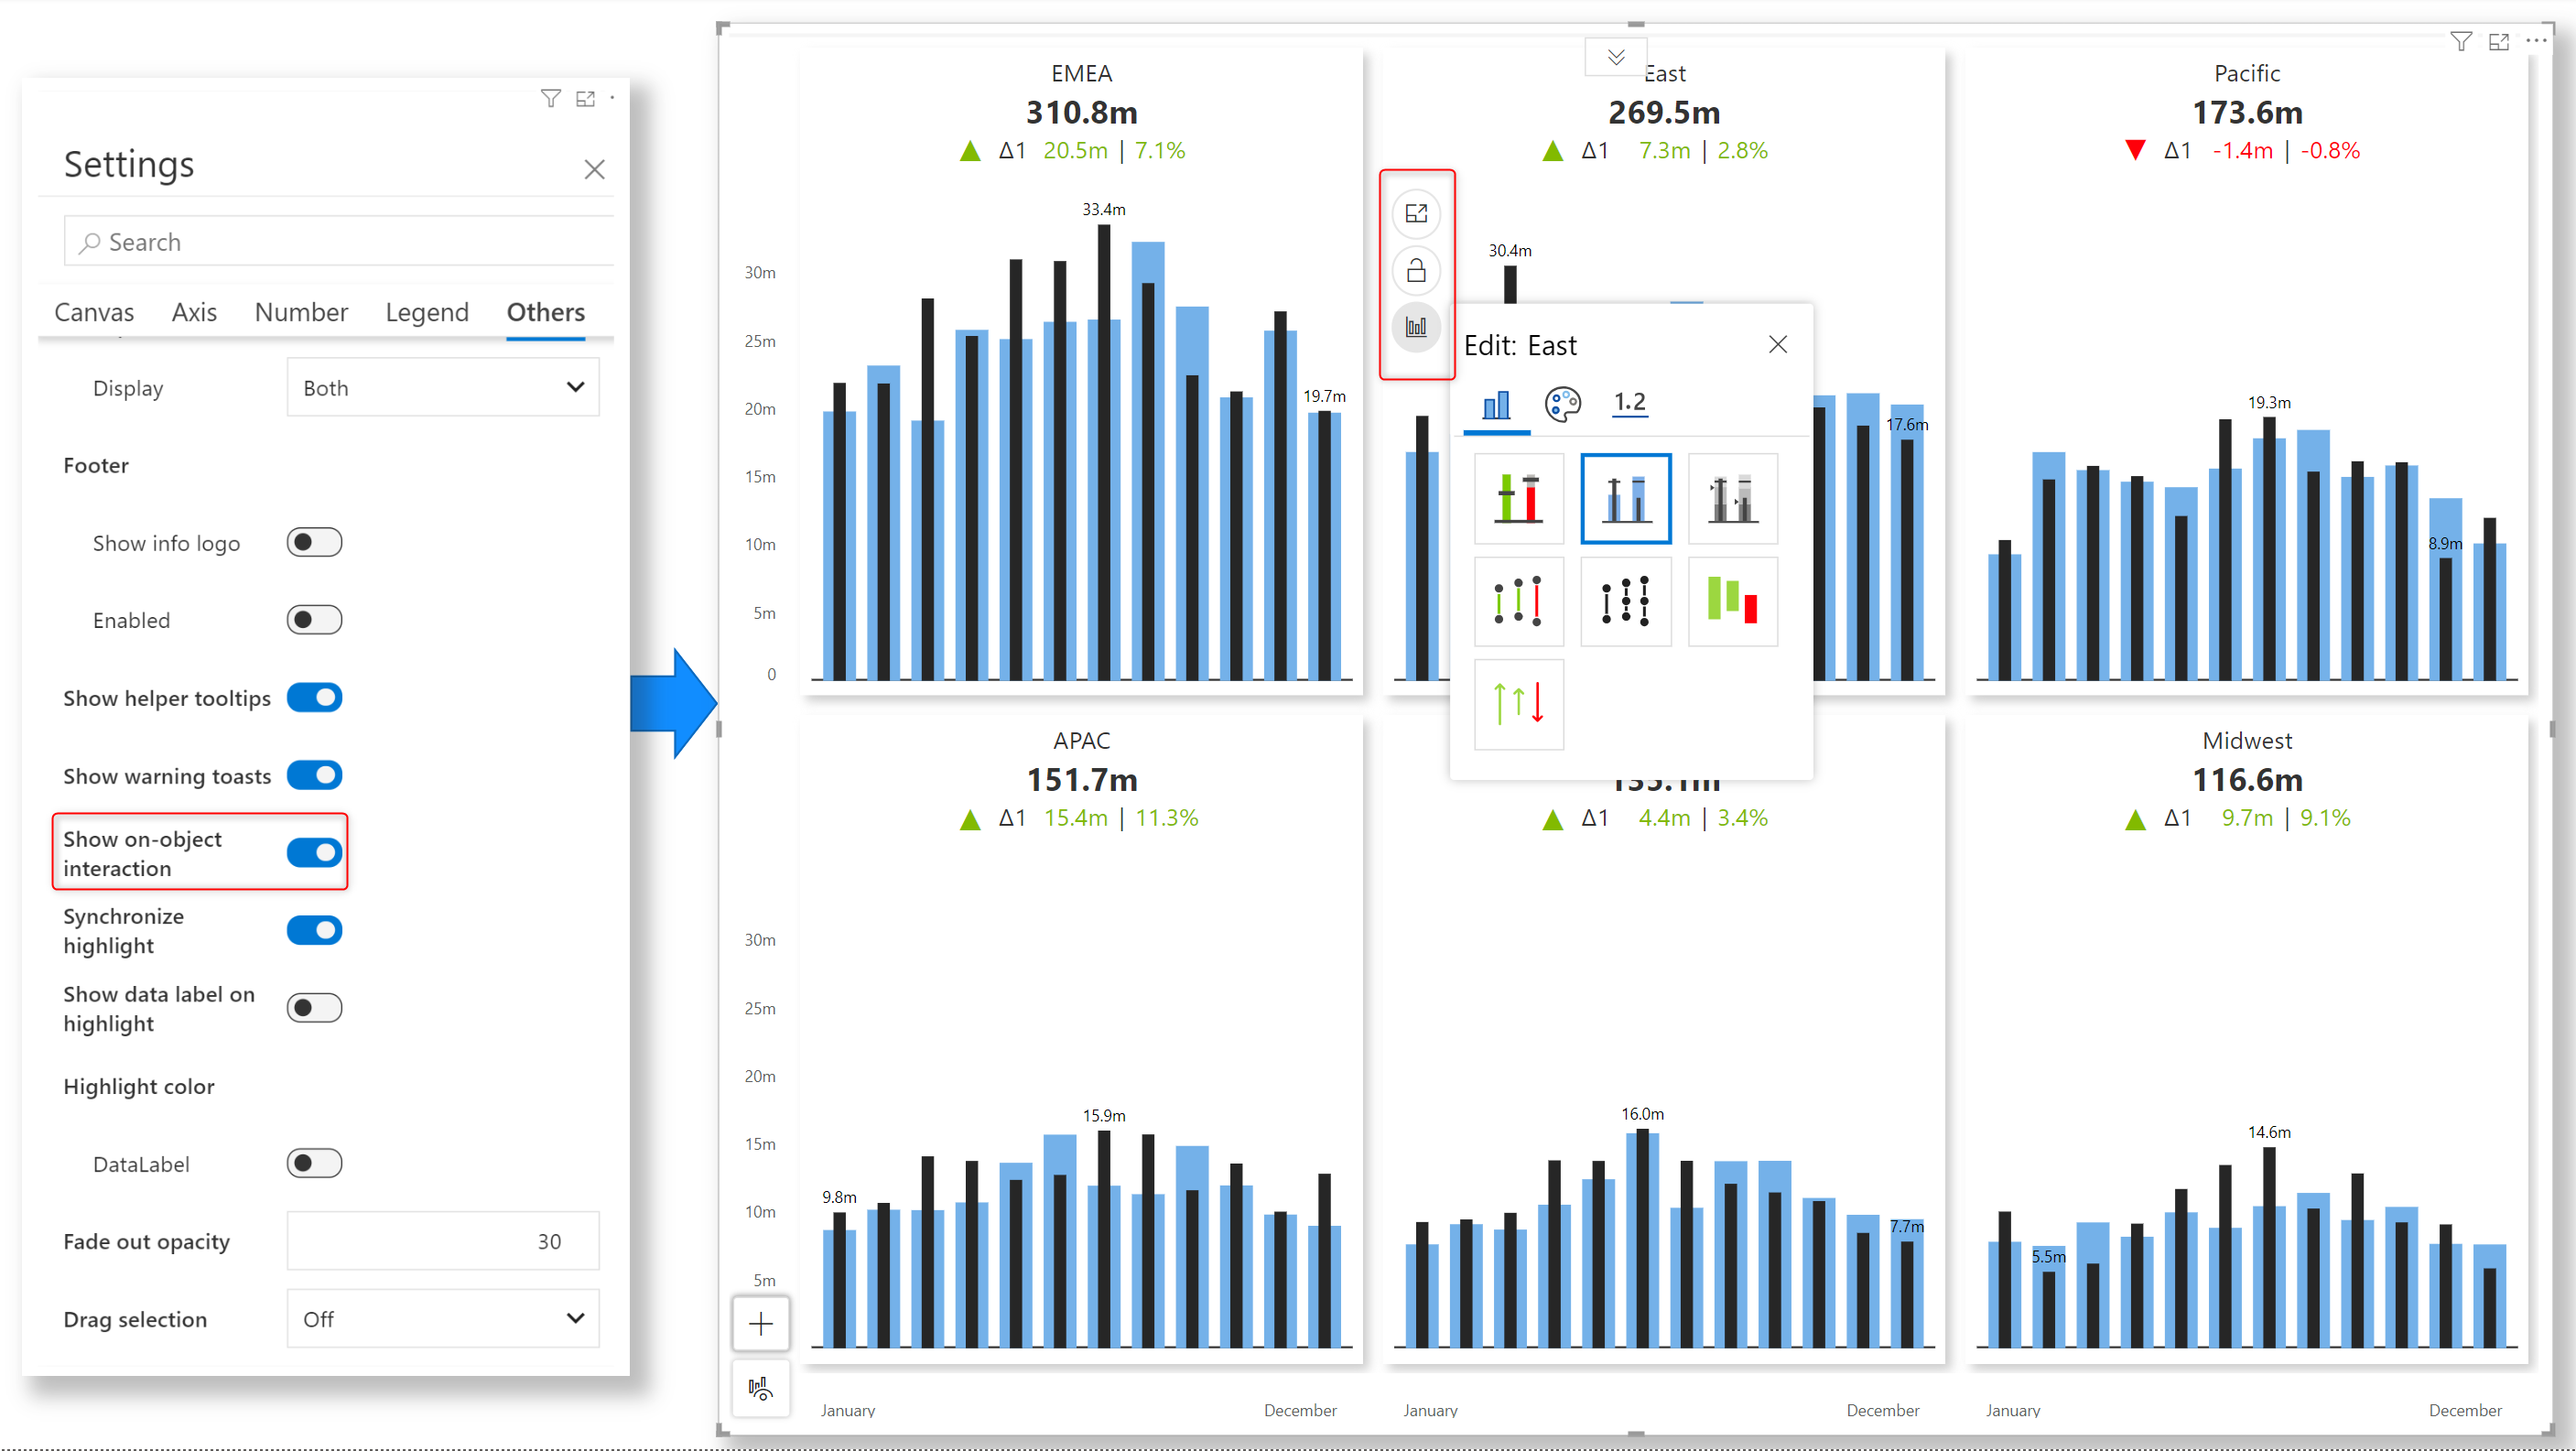 Settings
Search
Canvas Axis Number Legend Others
Display Both
Footer
Show info logo
Enabled
Show helper tooltips
Show warning toasts
Show on-object
interaction
Synchronize
highlight
Show data label on
highlight
Highlight color
DataLabel
Fade out opacity 30
Drag selection Off
EMEA
310.8m
Δ1 20.5m | 7.1%
33.4m
19.7m
30m
25m
20m
15m
10m
5m
0
East
269.5m
Δ1 7.3m | 2.8%
30.4m
17.6m
Edit: East
1.2
Pacific
173.6m
Δ1 -1.4m | -0.8%
19.3m
8.9m
APAC
151.7m
Δ1 15.4m | 11.3%
15.9m
9.8m
30m
25m
20m
15m
10m
5m
January December
Δ1 4.4m | 3.4%
16.0m
7.7m
January December
Midwest
116.6m
Δ1 9.7m | 9.1%
14.6m
5.5m
January December